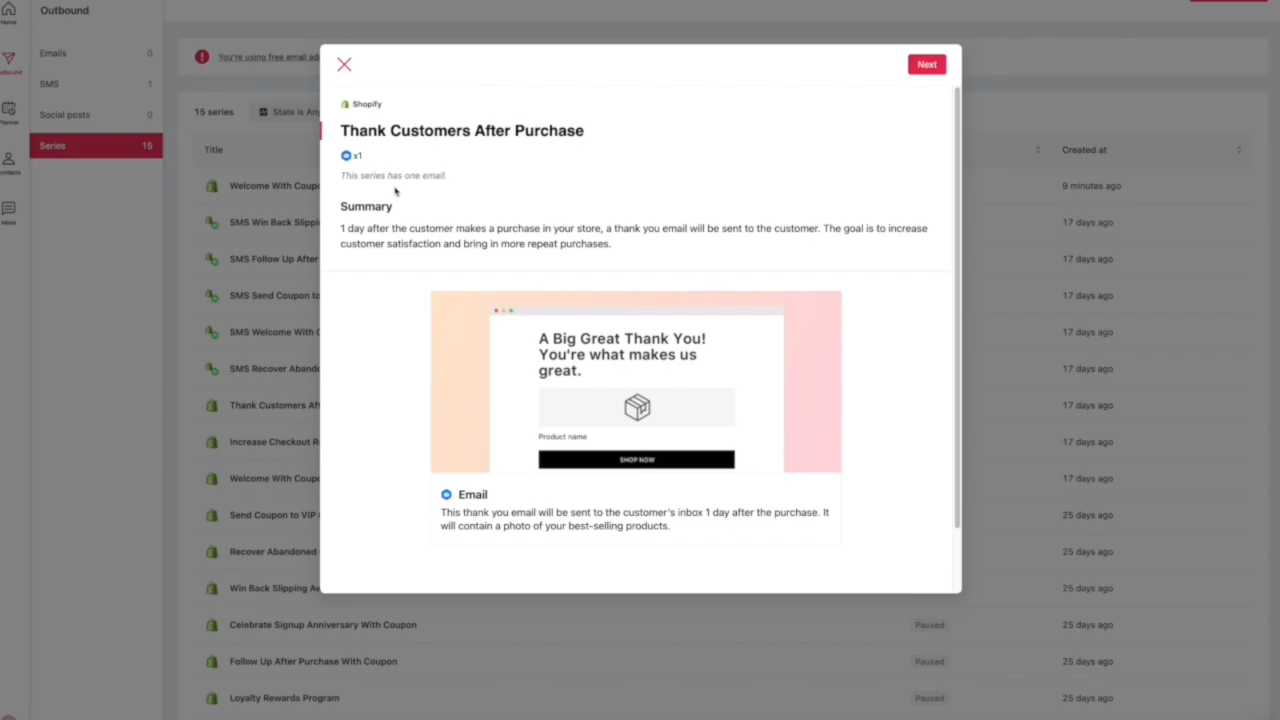 Outbound
Home
Emails 0
SMS 1
Social posts 0
Series 15
Planner
Inbox
You're using free email ad
15 series
State is Any
Title
Created at
Welcome With Coupo
9 minutes ago
SMS Win Back Slippi
17 days ago
SMS Follow Up After
17 days ago
SMS Send Coupon to
17 days ago
SMS Welcome With C
17 days ago
SMS Recover Aband
17 days ago
Thank Customers Aft
17 days ago
Increase Checkout R
17 days ago
Welcome With Coupo
17 days ago
Send Coupon to VIP
25 days ago
Recover Abandoned
25 days ago
Win Back Slipping Aw
25 days ago
Celebrate Signup Anniversary With Coupon
Paused
25 days ago
Follow Up After Purchase With Coupon
Paused
25 days ago
Loyalty Rewards Program
Paused
25 days ago
Next
Shopify
Thank Customers After Purchase
x1
This series has one email
Summary
1 day after the customer makes a purchase in your store, a thank you email will be sent to the customer. The goal is to increase
customer satisfaction and bring in more repeat purchases.
A Big Great Thank You!
You're what makes us
great.
Product name
SHOP NOW
Email
This thank you email will be sent to the customer's inbox 1 day after the purchase. It
will contain a photo of your best-selling products.